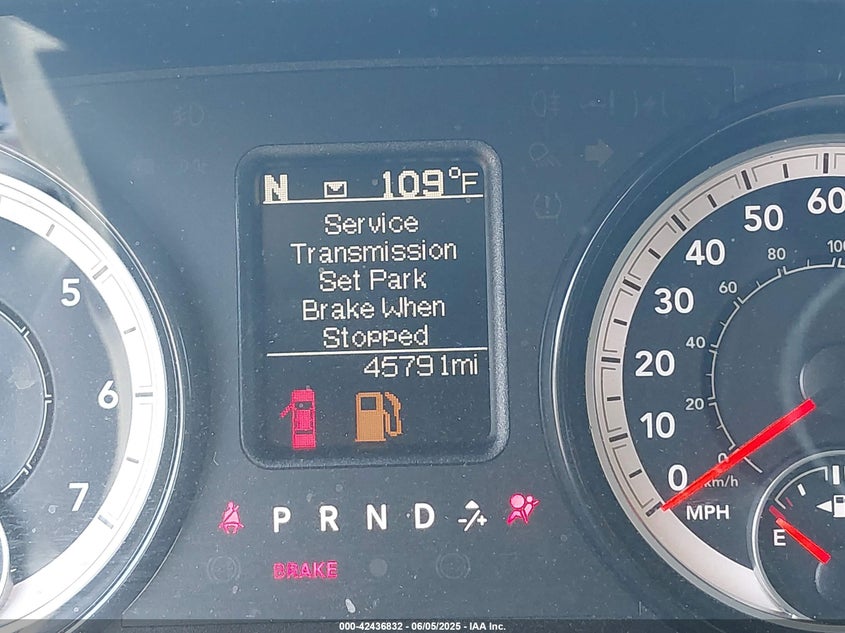 N 109°F
Service
Transmission
Set Park
Brake When
Stopped
45791mi
5
6
7
60
50
40
30
20
10
0
MPH
100
80
60
40
20
0
km/h
P R N D -/+
BRAKE
E
000-42436832 - 06/05/2025 - IAA Inc.